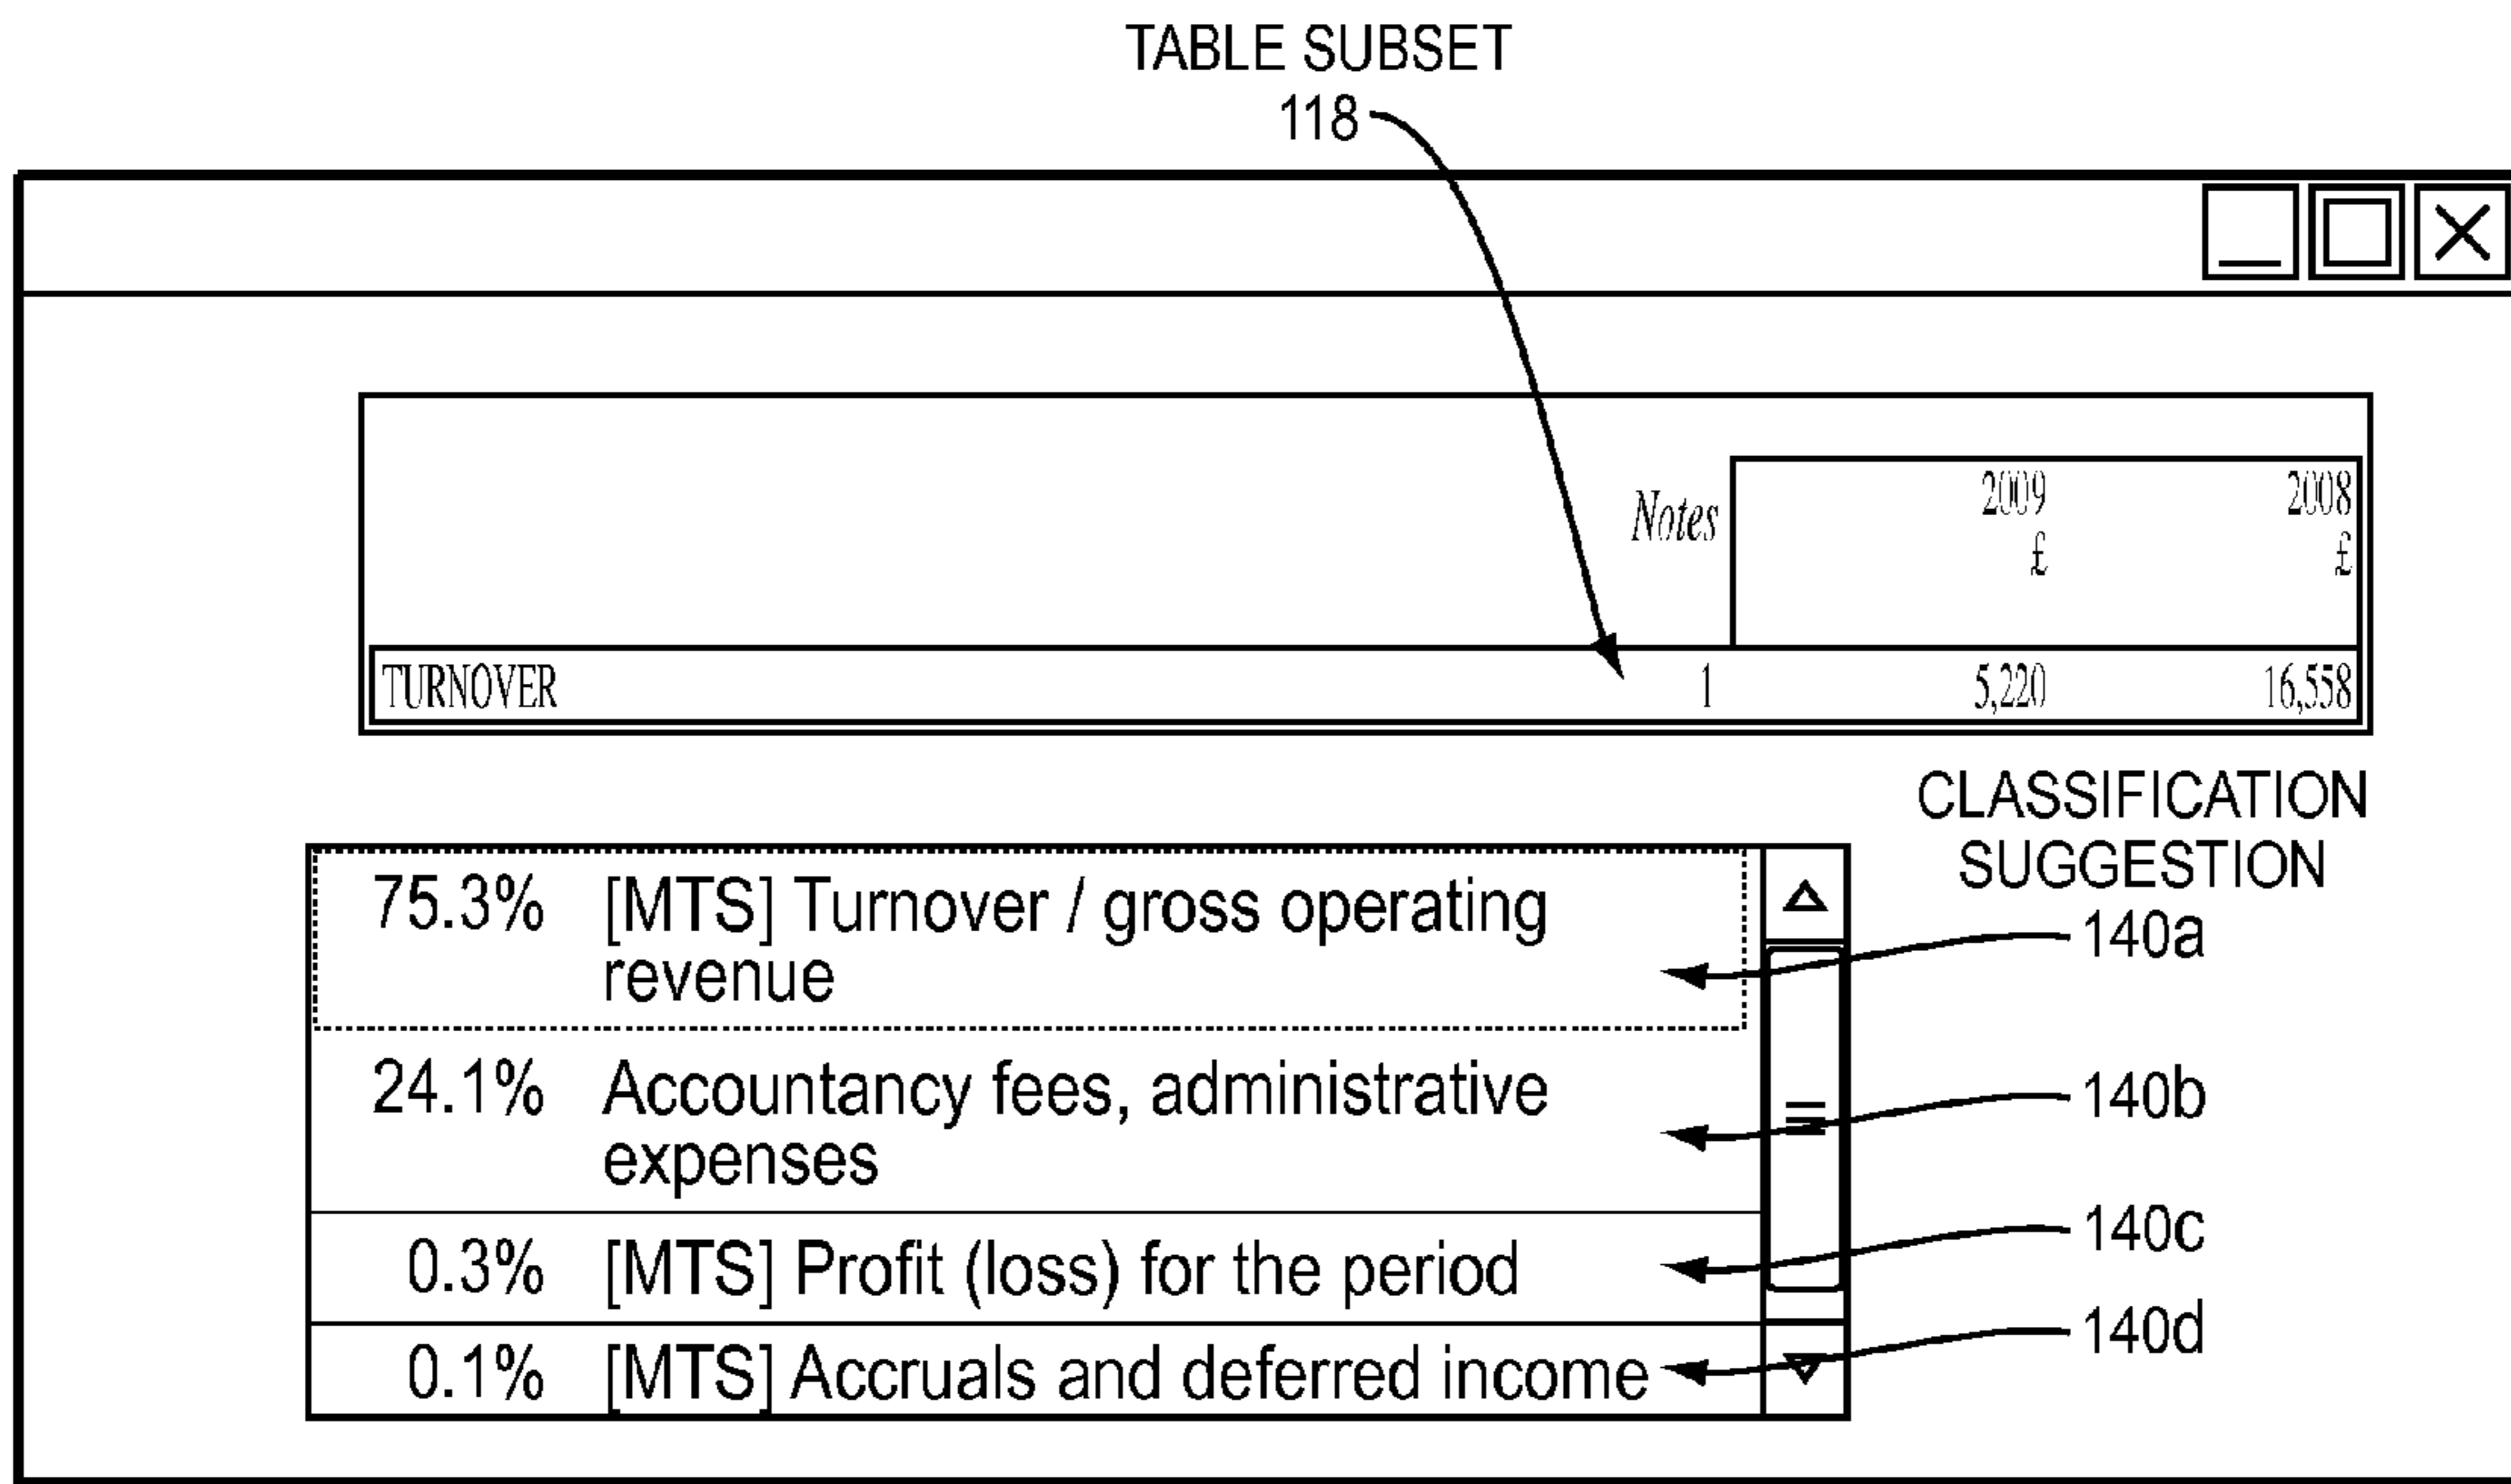 TABLE SUBSET
118
Notes
2009 2008
£ £
TURNOVER 1 5,220 16,558
CLASSIFICATION
SUGGESTION
75.3% [MTS] Turnover / gross operating
revenue
140a
24.1% Accountancy fees, administrative
expenses
140b
0.3% [MTS] Profit (loss) for the period
140c
0.1% [MTS] Accruals and deferred income
140d